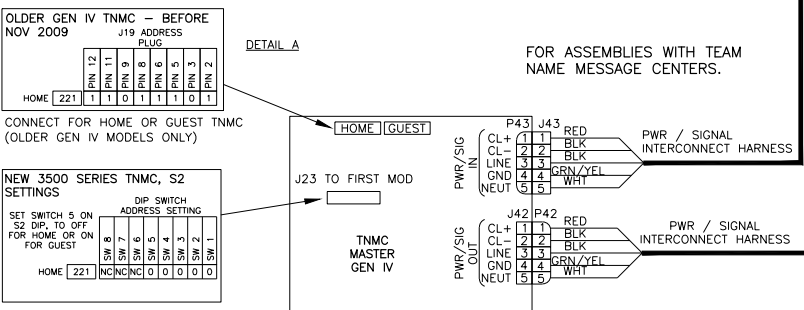 OLDER GEN IV TNMC – BEFORE
NOV 2009
J19 ADDRESS
PLUG
PIN 12 PIN 11 PIN 9 PIN 8 PIN 6 PIN 5 PIN 3 PIN 2
HOME 221 1 1 0 1 1 1 0 1
CONNECT FOR HOME OR GUEST TNMC
(OLDER GEN IV MODELS ONLY)
DETAIL A
FOR ASSEMBLIES WITH TEAM
NAME MESSAGE CENTERS.
NEW 3500 SERIES TNMC, S2
SETTINGS
DIP SWITCH
ADDRESS SETTING
SET SWITCH 5 ON
S2 DIP, TO OFF
FOR HOME OR ON
FOR GUEST
SW 8 SW 7 SW 6 SW 5 SW 4 SW 3 SW 2 SW 1
HOME 221 NC NC NC 0 0 0 0 0
HOME GUEST
J23 TO FIRST MOD
TNMC
MASTER
GEN IV
PWR/SIG
IN
P43 J43
CL+ 1 1 RED
CL– 2 2 BLK
LINE 3 3 BLK
GND 4 4 GRN/YEL
NEUT 5 5 WHT
PWR / SIGNAL
INTERCONNECT HARNESS
PWR/SIG
OUT
J42 P42
CL+ 1 1 RED
CL– 2 2 BLK
LINE 3 3 BLK
GND 4 4 GRN/YEL
NEUT 5 5 WHT
PWR / SIGNAL
INTERCONNECT HARNESS